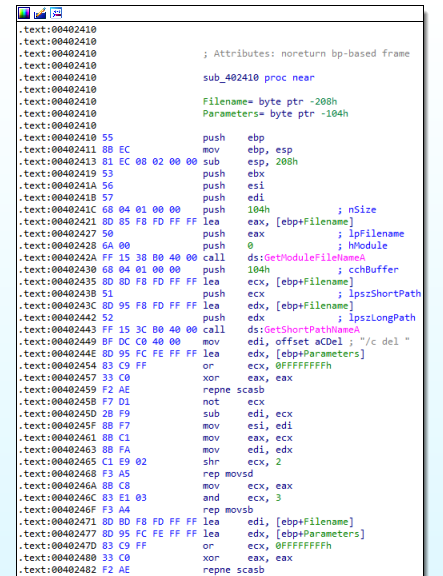 .text:00402410
.text:00402410
.text:00402410 ; Attributes: noreturn bp-based frame
.text:00402410
.text:00402410 sub_402410 proc near
.text:00402410
.text:00402410 Filename= byte ptr -208h
.text:00402410 Parameters= byte ptr -104h
.text:00402410
.text:00402410 55 push ebp
.text:00402411 8B EC mov ebp, esp
.text:00402413 81 EC 08 02 00 00 sub esp, 208h
.text:00402419 53 push ebx
.text:0040241A 56 push esi
.text:0040241B 57 push edi
.text:0040241C 68 04 01 00 00 push 104h ; nSize
.text:00402421 8D 85 F8 FD FF FF lea eax, [ebp+Filename]
.text:00402427 50 push eax ; lpFilename
.text:00402428 6A 00 push 0 ; hModule
.text:0040242A FF 15 38 B0 40 00 call ds:GetModuleFileNameA
.text:00402430 68 04 01 00 00 push 104h ; cchBuffer
.text:00402435 8D 8D F8 FD FF FF lea ecx, [ebp+Filename]
.text:0040243B 51 push ecx ; lpszShortPath
.text:0040243C 8D 95 F8 FD FF FF lea edx, [ebp+Filename]
.text:00402442 52 push edx ; lpszLongPath
.text:00402443 FF 15 3C B0 40 00 call ds:GetShortPathNameA
.text:00402449 BF DC C0 40 00 mov edi, offset aCDel ; "/c del "
.text:0040244E 8D 95 FC FE FF FF lea edx, [ebp+Parameters]
.text:00402454 83 C9 FF or ecx, 0FFFFFFFFh
.text:00402457 33 C0 xor eax, eax
.text:00402459 F2 AE repne scasb
.text:0040245B F7 D1 not ecx
.text:0040245D 2B F9 sub edi, ecx
.text:0040245F 8B F7 mov esi, edi
.text:00402461 8B C1 mov eax, ecx
.text:00402463 8B FA mov edi, edx
.text:00402465 C1 E9 02 shr ecx, 2
.text:00402468 F3 A5 rep movsd
.text:0040246A 8B C8 mov ecx, eax
.text:0040246C 83 E1 03 and ecx, 3
.text:0040246F F3 A4 rep movsb
.text:00402471 8D BD F8 FD FF FF lea edi, [ebp+Filename]
.text:00402477 8D 95 FC FE FF FF lea edx, [ebp+Parameters]
.text:0040247D 83 C9 FF or ecx, 0FFFFFFFFh
.text:00402480 33 C0 xor eax, eax
.text:00402482 F2 AE repne scasb